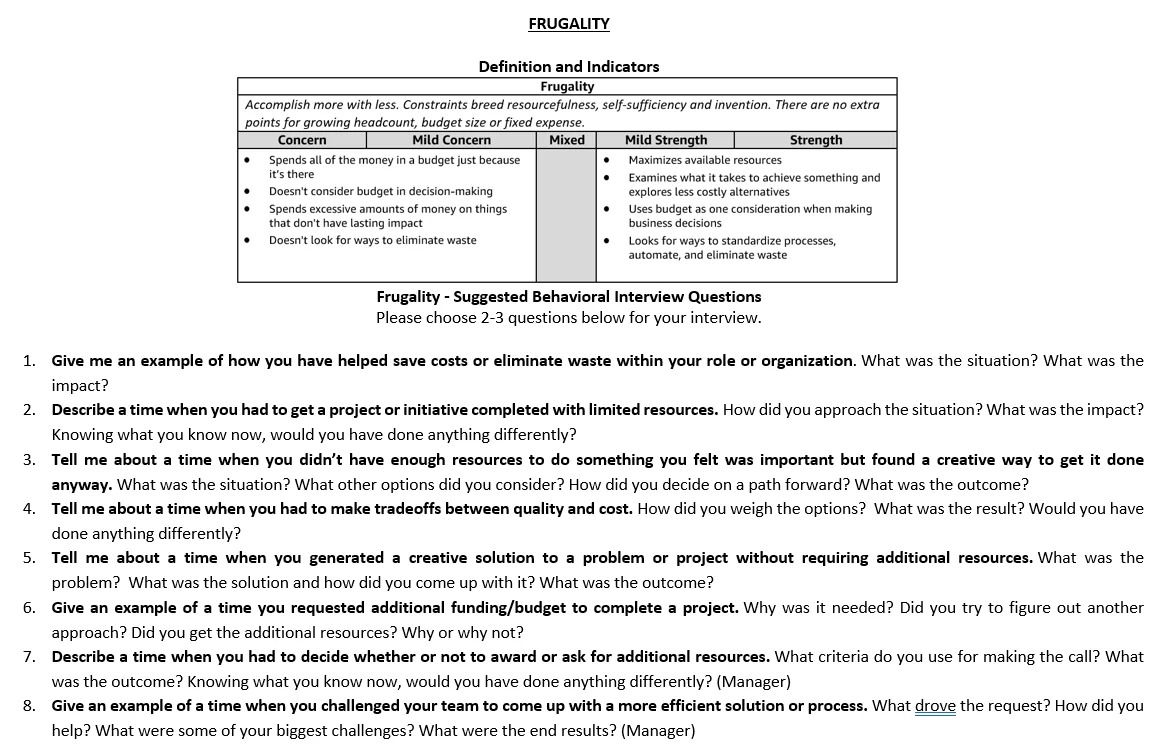 FRUGALITY
Definition and Indicators
Frugality
Accomplish more with less. Constraints breed resourcefulness, self-sufficiency and invention. There are no extra
points for growing headcount, budget size or fixed expense.
Concern Mild Concern Mixed Mild Strength Strength
• Spends all of the money in a budget just because
it's there
• Doesn't consider budget in decision-making
• Spends excessive amounts of money on things
that don't have lasting impact
• Doesn't look for ways to eliminate waste
• Maximizes available resources
• Examines what it takes to achieve something and
explores less costly alternatives
• Uses budget as one consideration when making
business decisions
• Looks for ways to standardize processes,
automate, and eliminate waste
Frugality - Suggested Behavioral Interview Questions
Please choose 2-3 questions below for your interview.
1. Give me an example of how you have helped save costs or eliminate waste within your role or organization. What was the situation? What was the
impact?
2. Describe a time when you had to get a project or initiative completed with limited resources. How did you approach the situation? What was the impact?
Knowing what you know now, would you have done anything differently?
3. Tell me about a time when you didn’t have enough resources to do something you felt was important but found a creative way to get it done
anyway. What was the situation? What other options did you consider? How did you decide on a path forward? What was the outcome?
4. Tell me about a time when you had to make tradeoffs between quality and cost. How did you weigh the options? What was the result? Would you have
done anything differently?
5. Tell me about a time when you generated a creative solution to a problem or project without requiring additional resources. What was the
problem? What was the solution and how did you come up with it? What was the outcome?
6. Give an example of a time you requested additional funding/budget to complete a project. Why was it needed? Did you try to figure out another
approach? Did you get the additional resources? Why or why not?
7. Describe a time when you had to decide whether or not to award or ask for additional resources. What criteria do you use for making the call? What
was the outcome? Knowing what you know now, would you have done anything differently? (Manager)
8. Give an example of a time when you challenged your team to come up with a more efficient solution or process. What drove the request? How did you
help? What were some of your biggest challenges? What were the end results? (Manager)